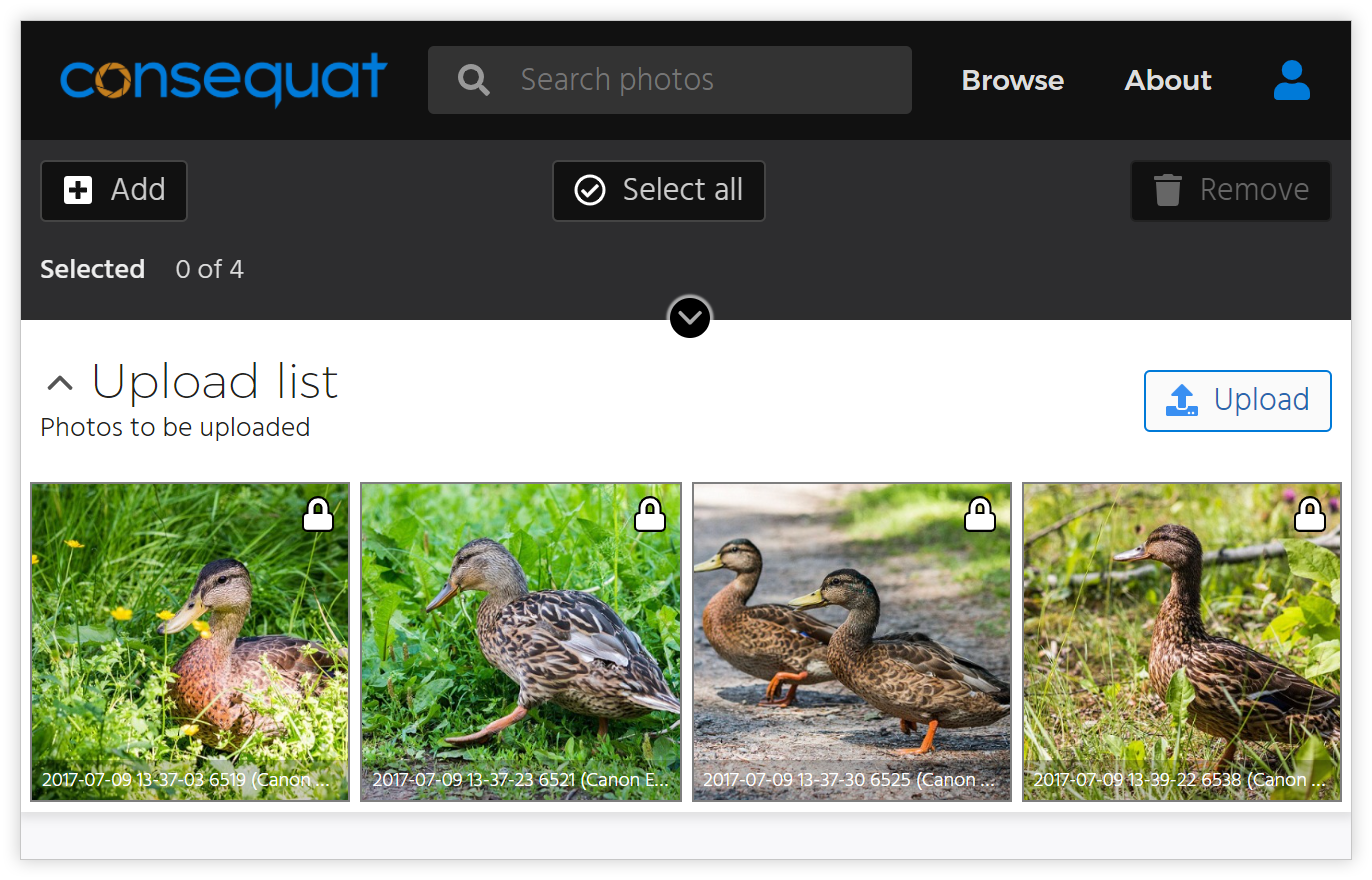 consequat
Search photos
Browse
About
Add
Select all
Remove
Selected 0 of 4
Upload list
Photos to be uploaded
Upload
2017-07-09 13-37-03 6519 (Canon ...
2017-07-09 13-37-23 6521 (Canon E...
2017-07-09 13-37-30 6525 (Canon ...
2017-07-09 13-39-22 6538 (Canon ...